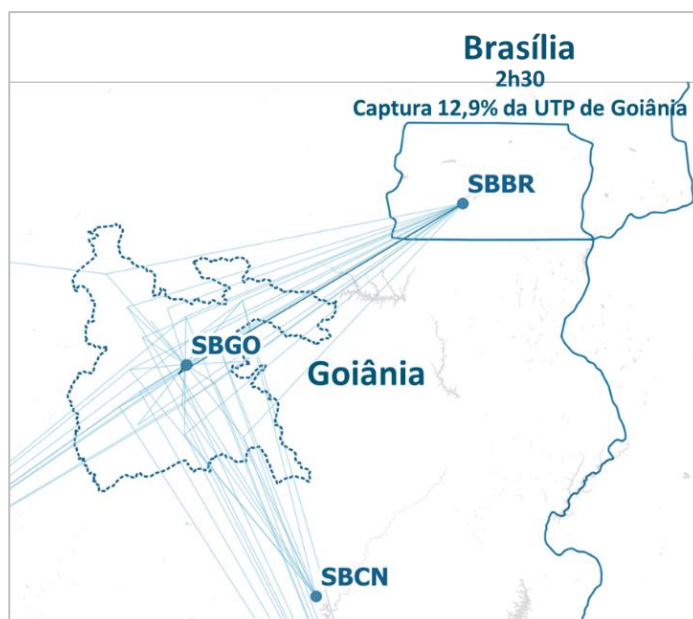 Brasília
2h30
Captura 12,9% da UTP de Goiânia
SBBR
SBGO
Goiânia
SBCN